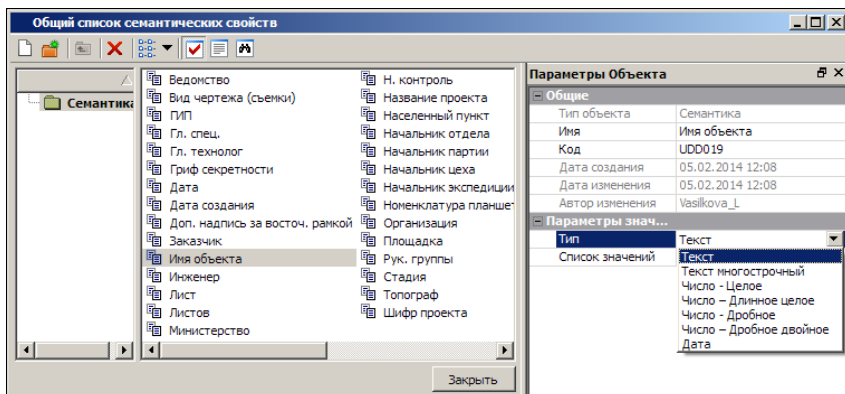 Общий список семантических свойств
Семантик
Ведомство
Вид чертежа (съемки)
ГИП
Гл. спец.
Гл. технолог
Гриф секретности
Дата
Дата создания
Доп. надпись за восточ. рамкой
Заказчик
Имя объекта
Инженер
Лист
Листов
Министерство
Н. контроль
Название проекта
Населенный пункт
Начальник отдела
Начальник партии
Начальник цеха
Начальник экспедиции
Номенклатура планшет
Организация
Площадка
Рук. группы
Стадия
Топограф
Шифр проекта
Закрыть
Параметры Объекта
Общие
Тип объекта Семантика
Имя Имя объекта
Код UDD019
Дата создания 05.02.2014 12:08
Дата изменения 05.02.2014 12:08
Автор изменения Vasilkova_L
Параметры знач...
Тип Текст
Список значений Текст
Текст многострочный
Число - Целое
Число – Длинное целое
Число - Дробное
Число – Дробное двойное
Дата